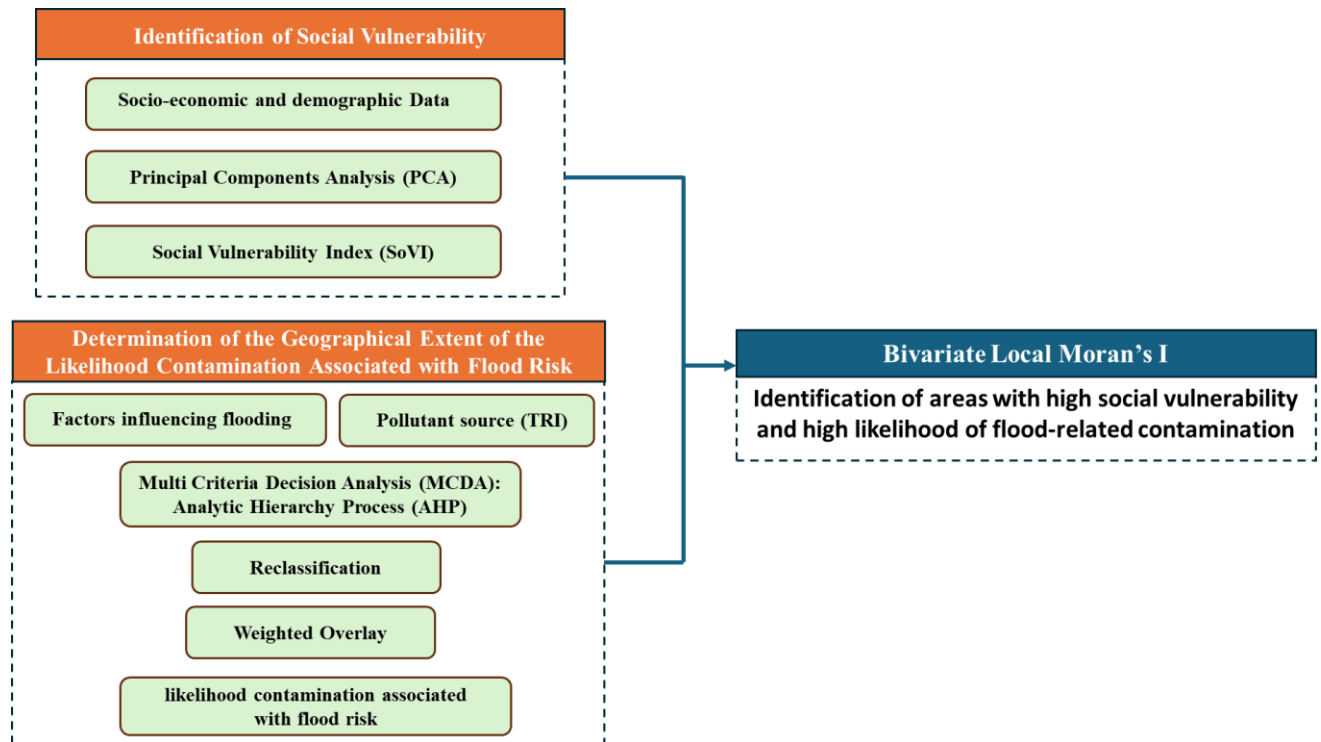 Identification of Social Vulnerability
Socio-economic and demographic Data
Principal Components Analysis (PCA)
Social Vulnerability Index (SoVI)
Determination of the Geographical Extent of the
Likelihood Contamination Associated with Flood Risk
Factors influencing flooding
Pollutant source (TRI)
Multi Criteria Decision Analysis (MCDA):
Analytic Hierarchy Process (AHP)
Reclassification
Weighted Overlay
likelihood contamination associated
with flood risk
Bivariate Local Moran’s I
Identification of areas with high social vulnerability
and high likelihood of flood-related contamination